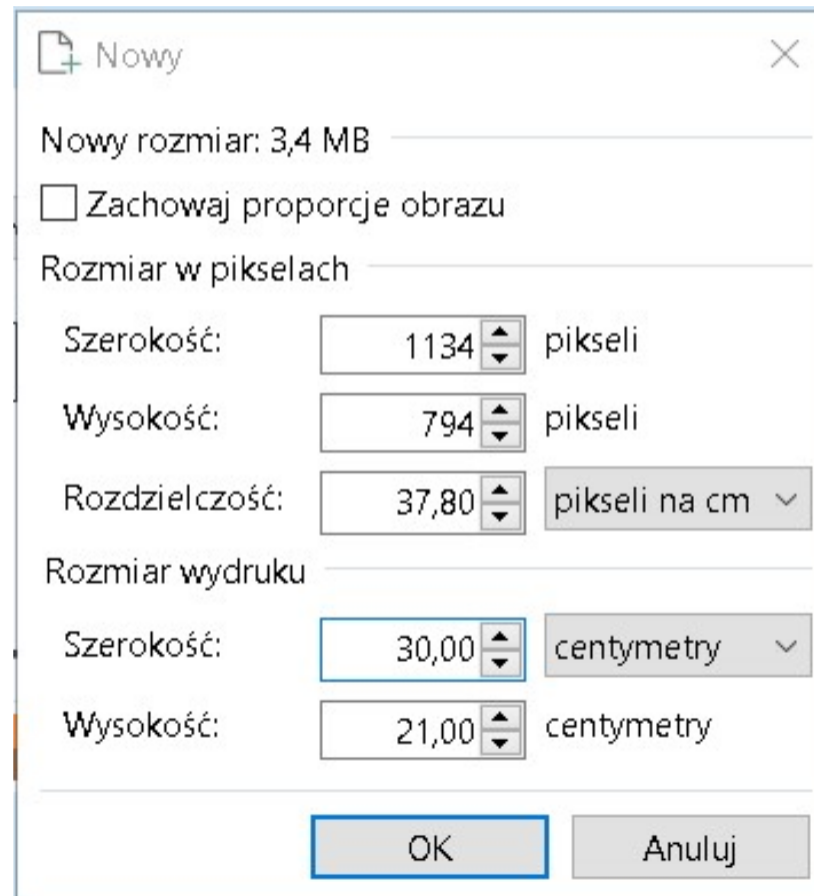 Nowy
Nowy rozmiar: 3,4 MB
Zachowaj proporcje obrazu
Rozmiar w pikselach
Szerokość: 1134 pikseli
Wysokość: 794 pikseli
Rozdzielczość: 37,80 pikseli na cm
Rozmiar wydruku
Szerokość: 30,00 centymetry
Wysokość: 21,00 centymetry
OK Anuluj